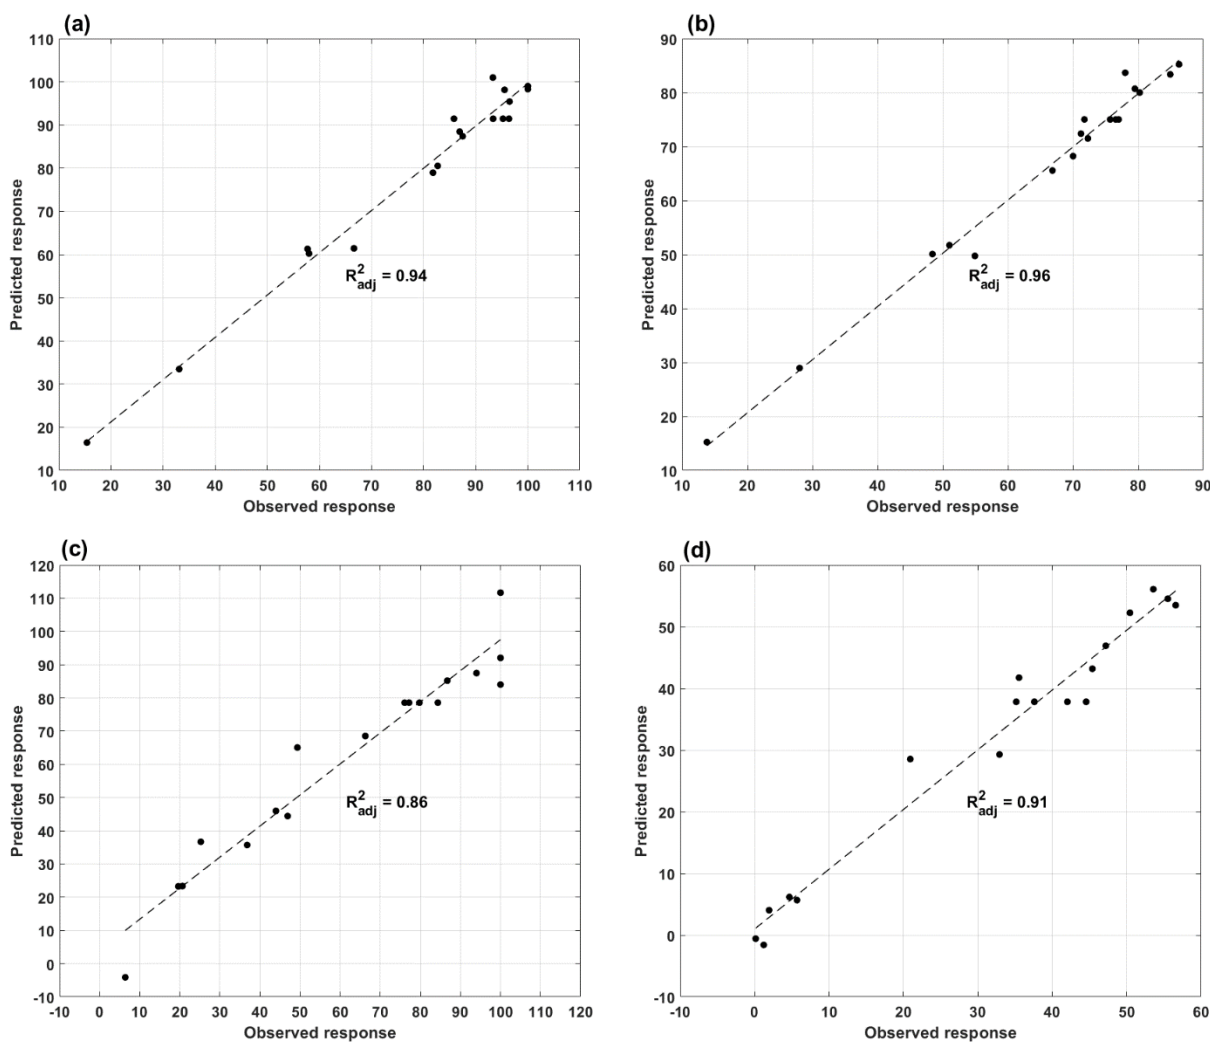 (a)
110
100
90
80
70
60
50
40
30
20
10
Predicted response
R²adj = 0.94
10 20 30 40 50 60 70 80 90 100 110
Observed response
(b)
90
80
70
60
50
40
30
20
10
Predicted response
R²adj = 0.96
10 20 30 40 50 60 70 80 90
Observed response
(c)
120
110
100
90
80
70
60
50
40
30
20
10
0
-10
Predicted response
R²adj = 0.86
-10 0 10 20 30 40 50 60 70 80 90 100 110 120
Observed response
(d)
60
50
40
30
20
10
0
-10
Predicted response
R²adj = 0.91
-10 0 10 20 30 40 50 60
Observed response